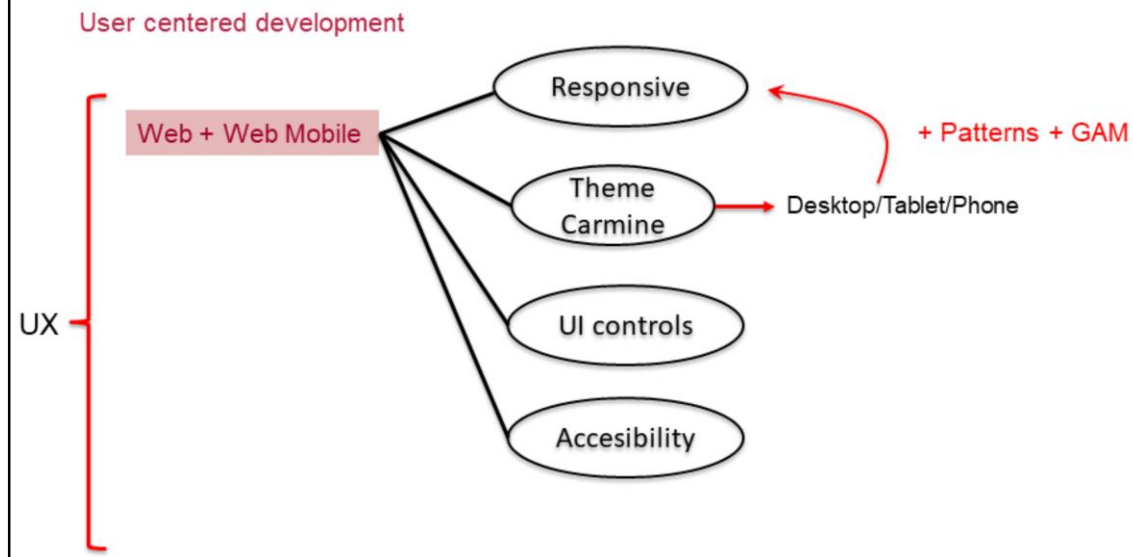 User centered development
Responsive
Web + Web Mobile
+ Patterns + GAM
Theme
Carmine
Desktop/Tablet/Phone
UX
UI controls
Accesibility